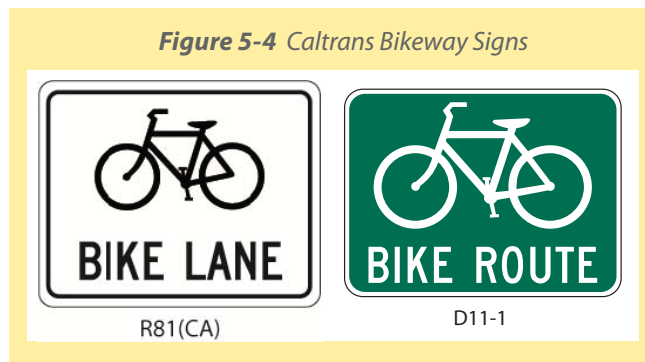 Figure 5-4 Caltrans Bikeway Signs
BIKE LANE
R81(CA)
BIKE ROUTE
D11-1